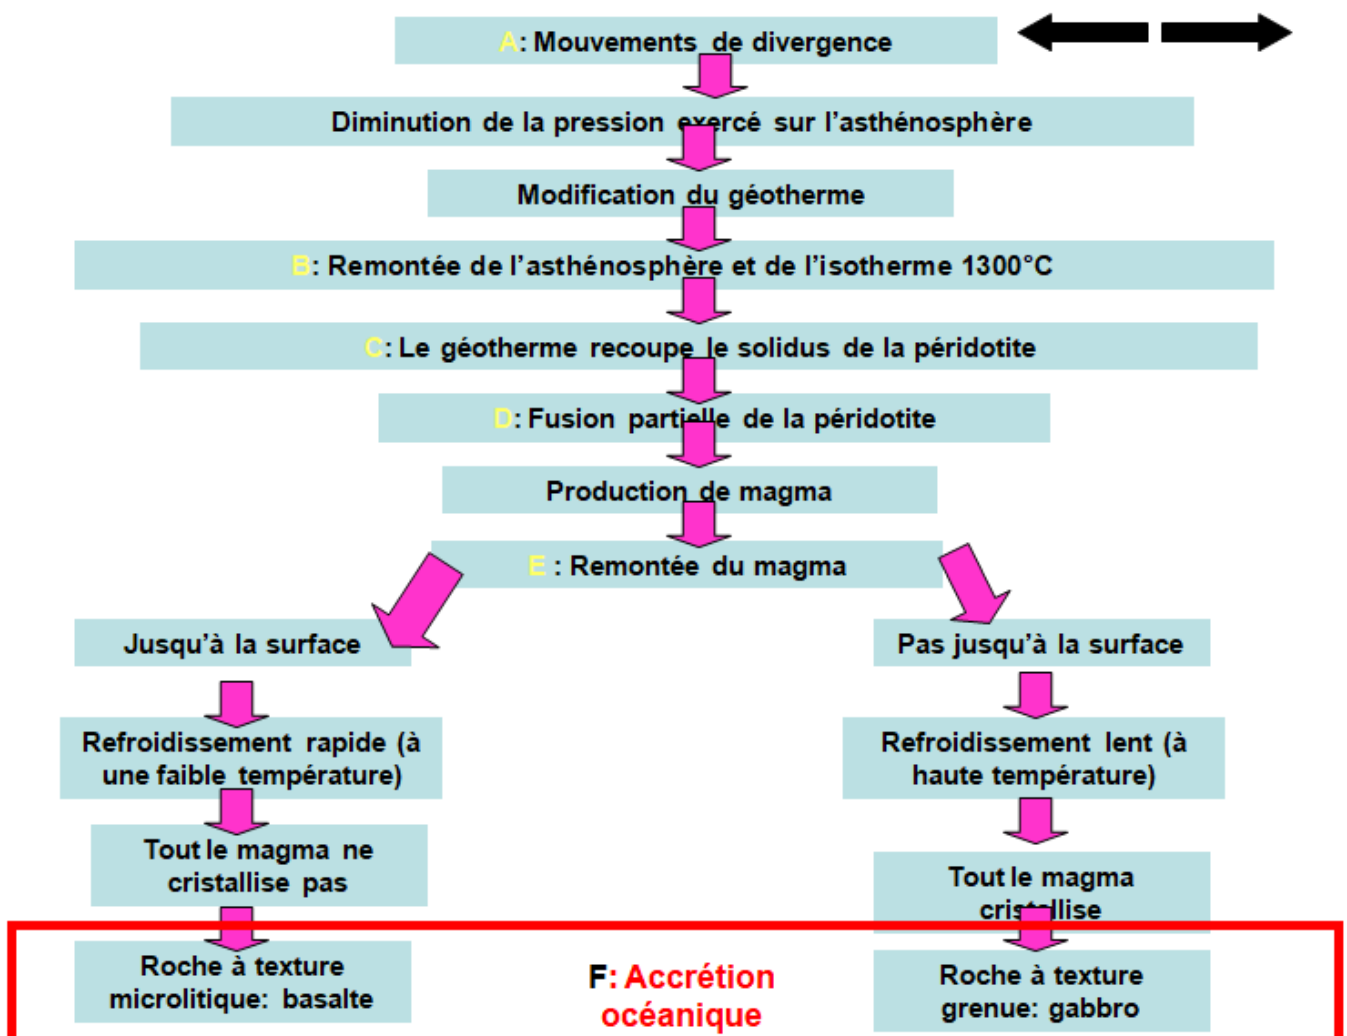 A: Mouvements de divergence
Diminution de la pression exercé sur l'asthénosphère
Modification du géotherme
B: Remontée de l'asthénosphère et de l'isotherme 1300°C
C: Le géotherme recoupe le solidus de la péridotite
D: Fusion partielle de la péridotite
Production de magma
E : Remontée du magma
Jusqu'à la surface
Pas jusqu'à la surface
Refroidissement rapide (à
une faible température)
Refroidissement lent (à
haute température)
Tout le magma ne
cristallise pas
Tout le magma
cristallise
Roche à texture
microlitique: basalte
F: Accrétion
océanique
Roche à texture
grenue: gabbro